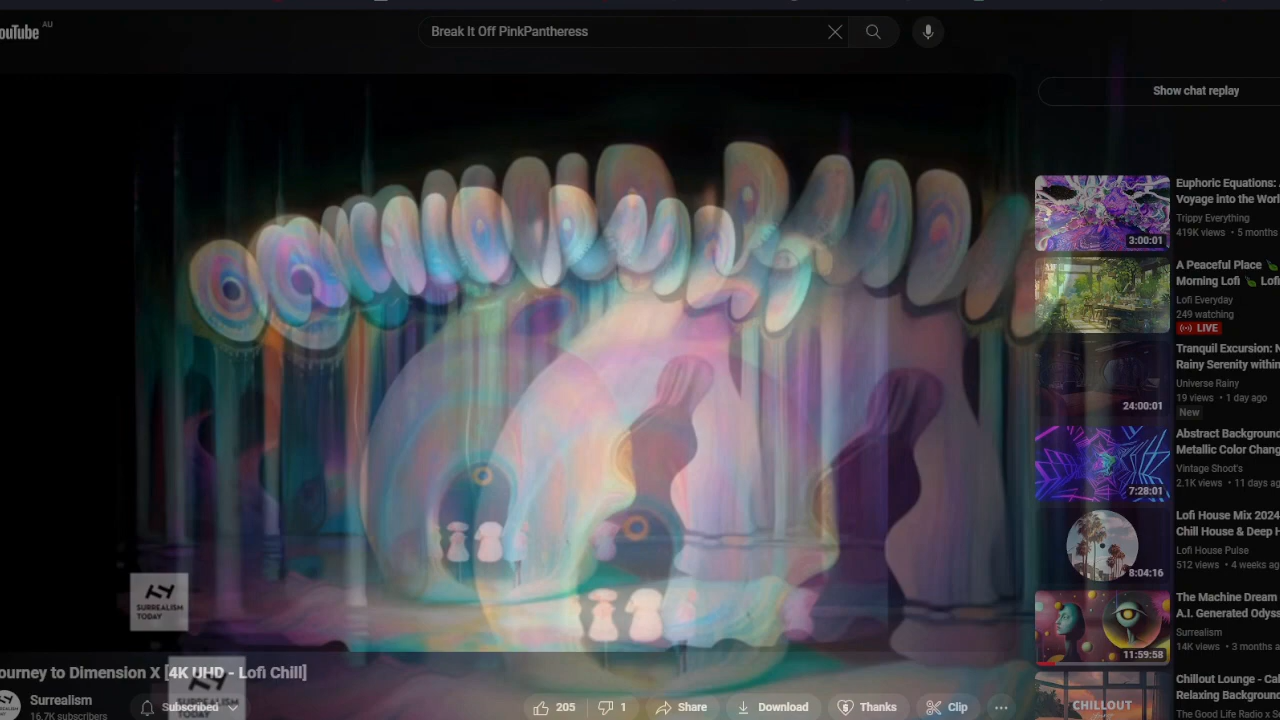 ouTube AU
Break It Off PinkPantheress
Show chat replay
Euphoric Equations:
Voyage into the Worl
Trippy Everything
419K views • 5 months
3:00:01
A Peaceful Place
Morning Lofi Lofi
Lofi Everyday
249 watching
LIVE
Tranquil Excursion: N
Rainy Serenity within
Universe Rainy
19 views • 1 day ago
New
24:00:01
Abstract Background
Metallic Color Chang
Vintage Shoot's
2.1K views • 11 days ag
7:28:01
Lofi House Mix 2024
Chill House & Deep H
Lofi House Pulse
512 views • 4 weeks ag
8:04:16
The Machine Dream
A.I. Generated Odyss
Surrealism
14K views • 3 months a
11:59:58
Chillout Lounge - Cal
Relaxing Background
The Good Life Radio x S
CHILLOUT
SURREALISM
TODAY
ourney to Dimension X [4K UHD - Lofi Chill]
Surrealism
16.7K subscribers
Subscribed
SURREALISM
TODAY
205
1
Share
Download
Thanks
Clip